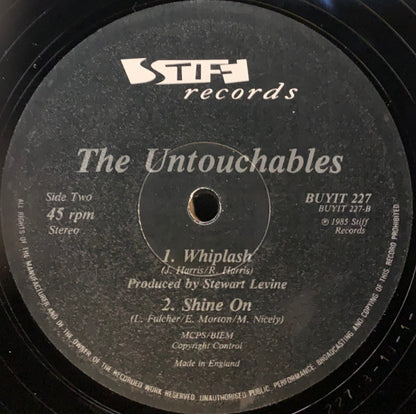 STIFF
records
The Untouchables
Side Two
45 rpm
Stereo
BUYIT 227
BUYIT 227-B
℗ 1985 Stiff
Records
1. Whiplash
(J. Harris/R. Harris)
Produced by Stewart Levine
2. Shine On
(L. Fulcher/E. Morton/M. Nicely)
MCPS/BIEM
Copyright Control
Made in England
ALL RIGHTS OF THE MANUFACTURER AND OF THE OWNER OF THE RECORDED WORK RESERVED. UNAUTHORISED PUBLIC PERFORMANCE, BROADCASTING AND COPYING OF THIS RECORD PROHIBITED.